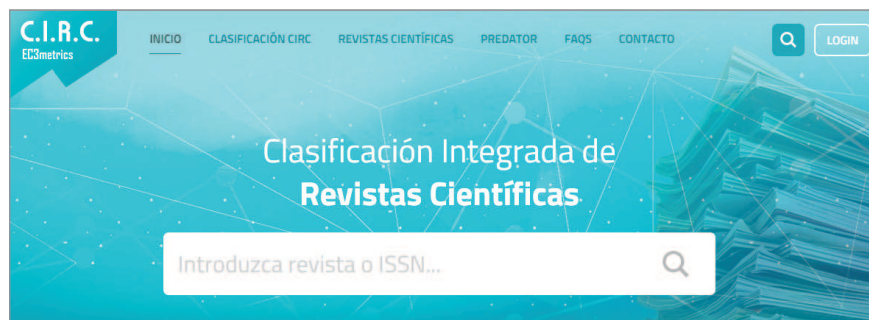 C.I.R.C.
EC3metrics
INICIO CLASIFICACIÓN CIRC REVISTAS CIENTÍFICAS PREDATOR FAQS CONTACTO LOGIN
Clasificación Integrada de
Revistas Científicas
Introduzca revista o ISSN...